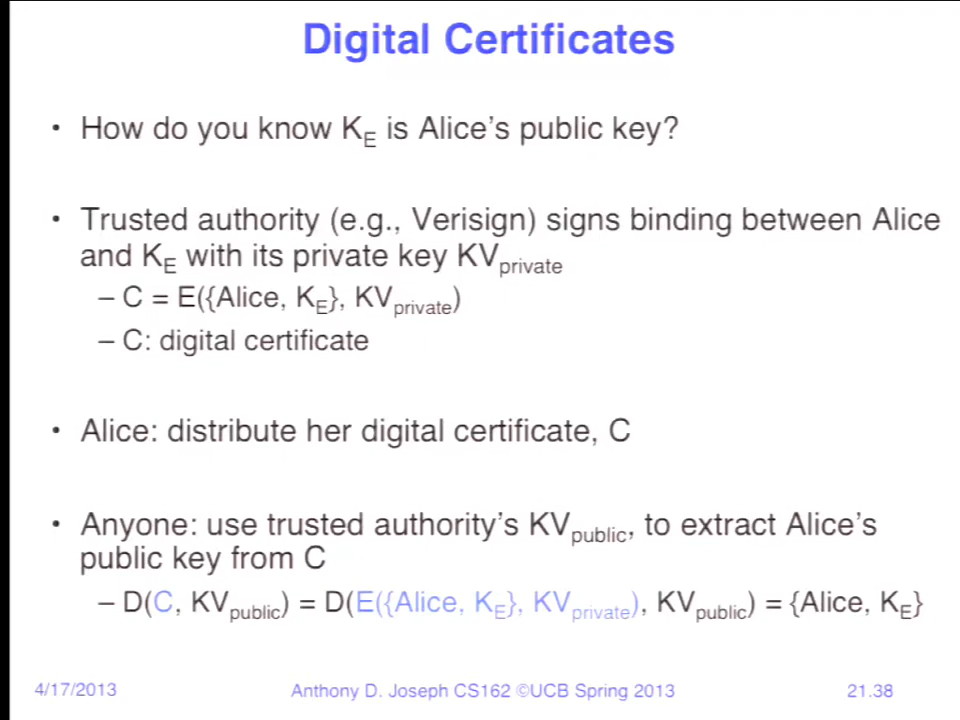 Digital Certificates
• How do you know K_E is Alice's public key?
• Trusted authority (e.g., Verisign) signs binding between Alice
and K_E with its private key KV_private
– C = E({Alice, K_E}, KV_private)
– C: digital certificate
• Alice: distribute her digital certificate, C
• Anyone: use trusted authority's KV_public, to extract Alice's
public key from C
– D(C, KV_public) = D(E({Alice, K_E}, KV_private), KV_public) = {Alice, K_E}
4/17/2013 Anthony D. Joseph CS162 ©UCB Spring 2013 21.38